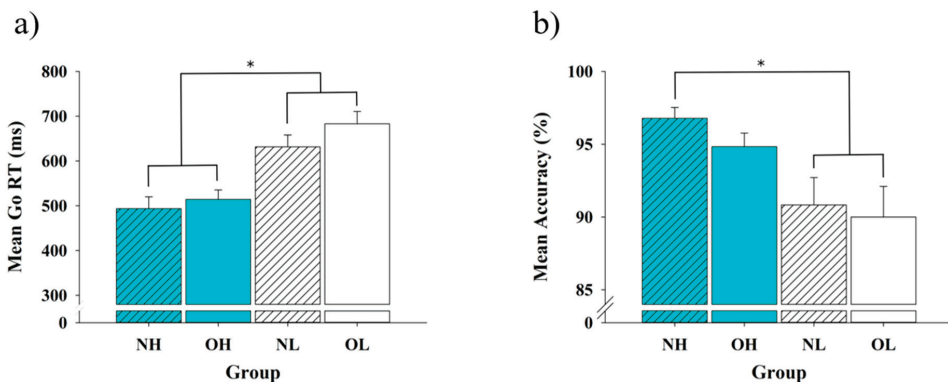 a)
*
800
700
600
500
400
300
0
Mean Go RT (ms)
NH OH NL OL
Group
b)
*
100
95
90
85
0
Mean Accuracy (%)
NH OH NL OL
Group